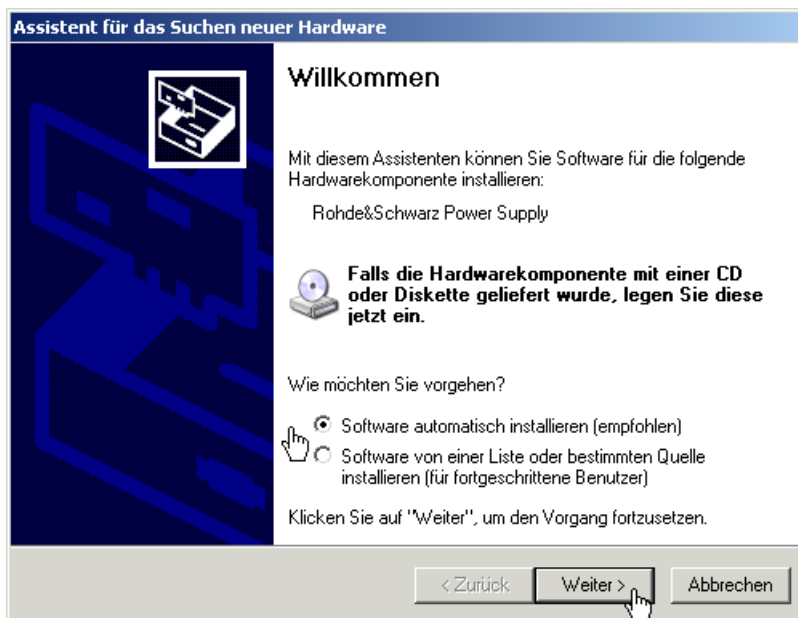 Assistent für das Suchen neuer Hardware
Willkommen
Mit diesem Assistenten können Sie Software für die folgende
Hardwarekomponente installieren:
Rohde&Schwarz Power Supply
Falls die Hardwarekomponente mit einer CD
oder Diskette geliefert wurde, legen Sie diese
jetzt ein.
Wie möchten Sie vorgehen?
Software automatisch installieren (empfohlen)
Software von einer Liste oder bestimmten Quelle
installieren (für fortgeschrittene Benutzer)
Klicken Sie auf "Weiter", um den Vorgang fortzusetzen.
< Zurück Weiter > Abbrechen